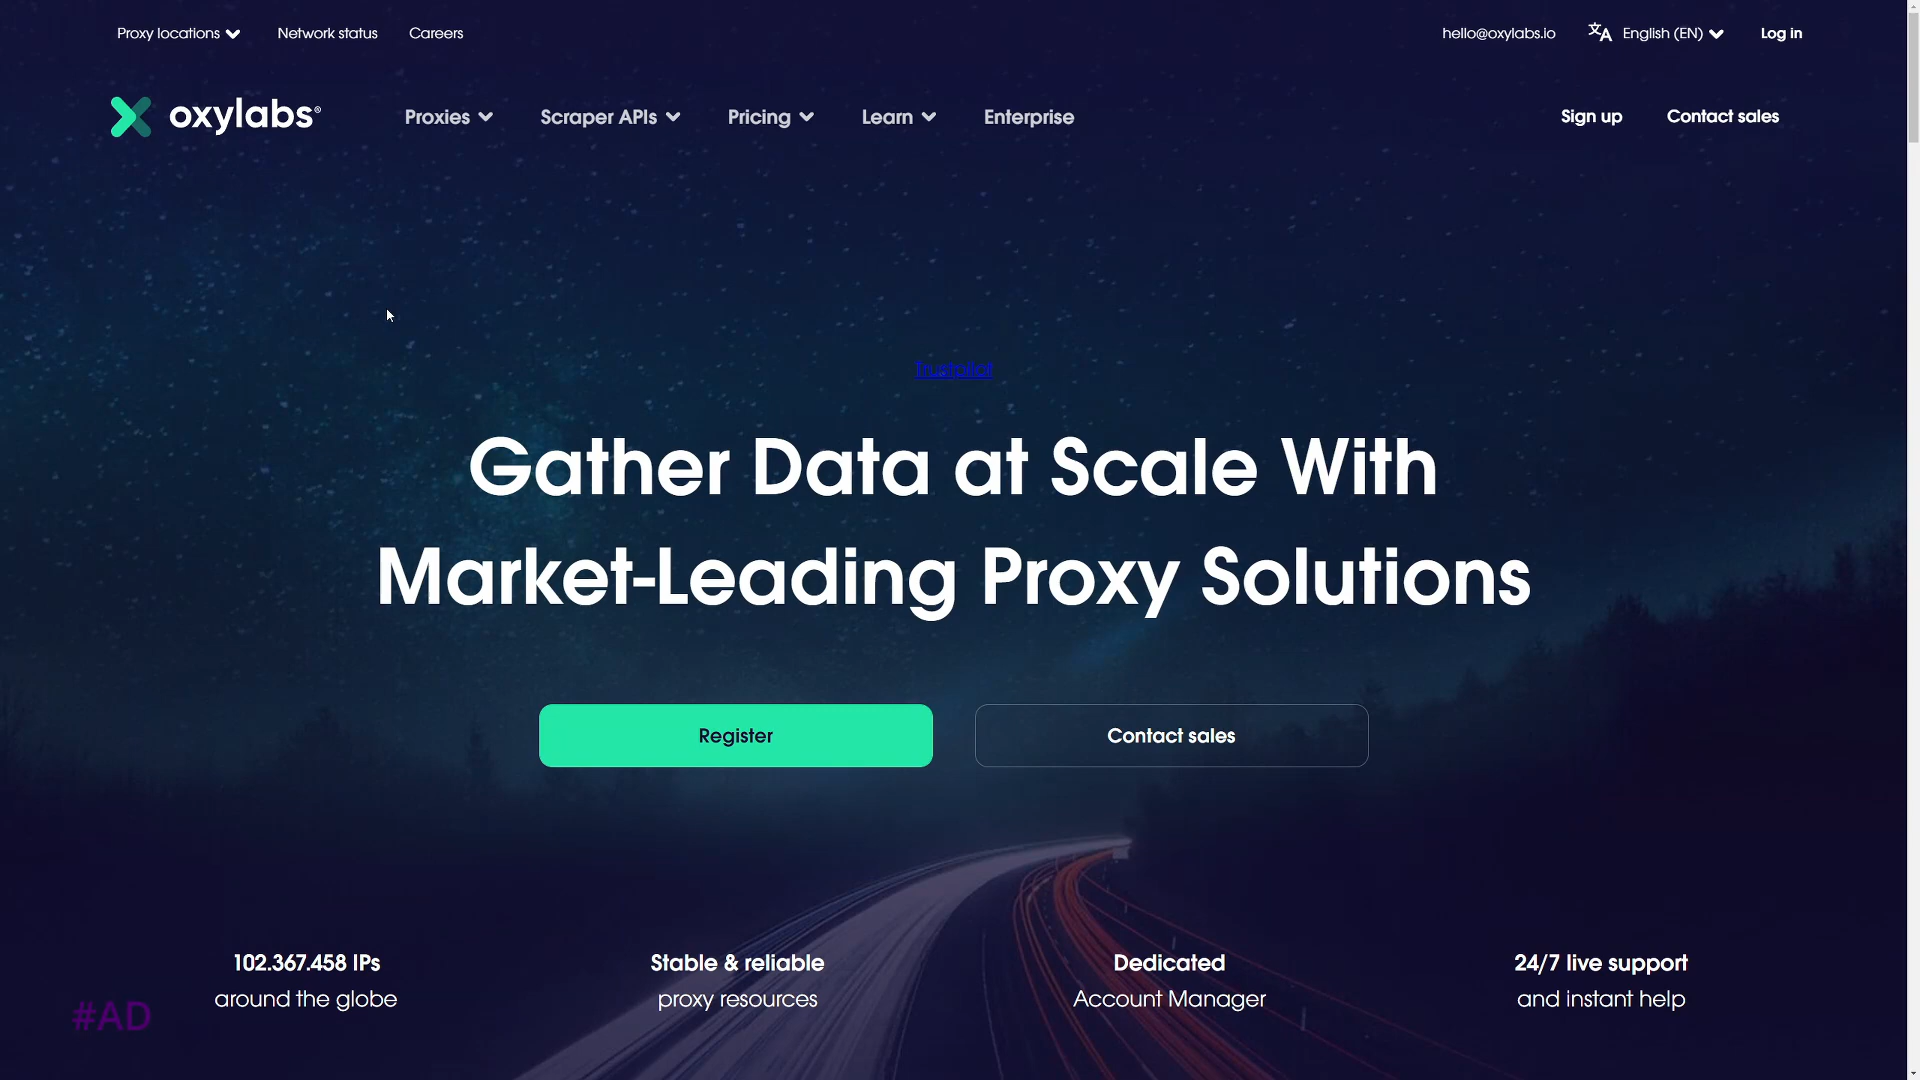 Proxy locations
Network status
Careers
hello@oxylabs.io
English (EN)
Log in
oxylabs®
Proxies
Scraper APIs
Pricing
Learn
Enterprise
Sign up
Contact sales
Trustpilot
Gather Data at Scale With
Market-Leading Proxy Solutions
Register
Contact sales
102.367.458 IPs
around the globe
Stable & reliable
proxy resources
Dedicated
Account Manager
24/7 live support
and instant help
#AD